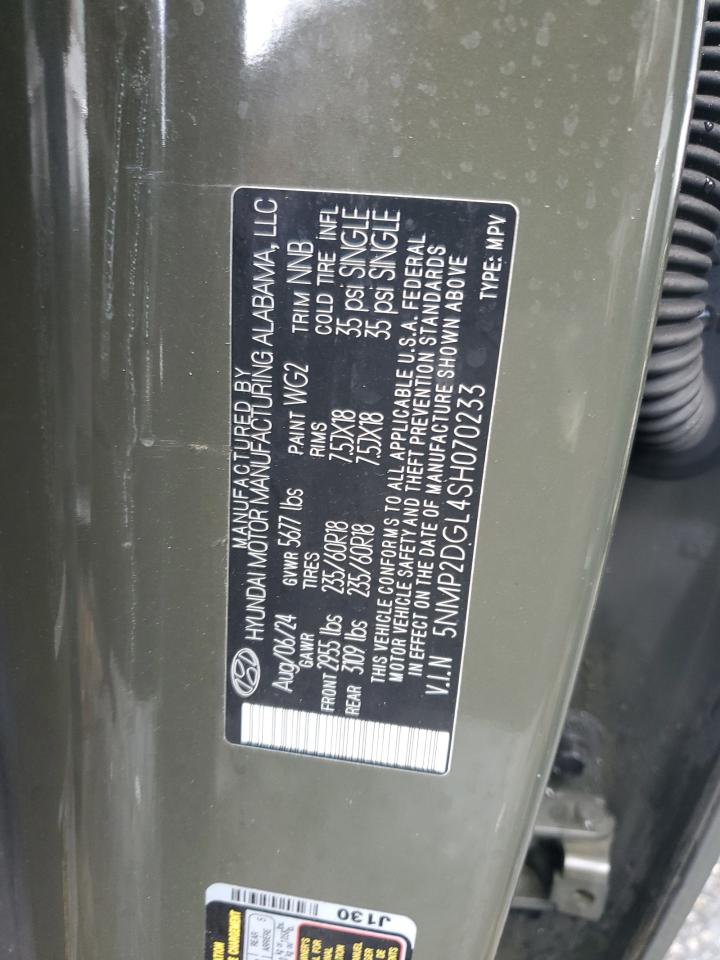 MANUFACTURED BY
HYUNDAI MOTOR MANUFACTURING ALABAMA, LLC
Aug/06/24 GVWR 5677 lbs PAINT WG2 TRIM NNB
GAWR TIRES RIMS COLD TIRE INFL
FRONT 2955 lbs 235/60R18 7.5JX18 35 psi SINGLE
REAR 3109 lbs 235/60R18 7.5JX18 35 psi SINGLE
THIS VEHICLE CONFORMS TO ALL APPLICABLE U.S.A. FEDERAL
MOTOR VEHICLE SAFETY AND THEFT PREVENTION STANDARDS
IN EFFECT ON THE DATE OF MANUFACTURE SHOWN ABOVE
V.I.N 5NMP2DGL4SH070233 TYPE: MPV
J130
REAR 5
ARRIÈRE